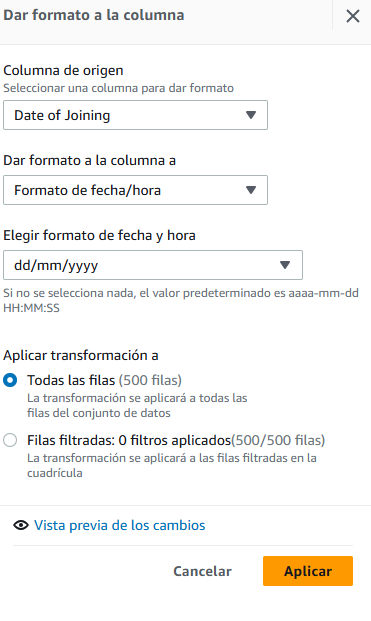 Dar formato a la columna
Columna de origen
Seleccionar una columna para dar formato
Date of Joining
Dar formato a la columna a
Formato de fecha/hora
Elegir formato de fecha y hora
dd/mm/yyyy
Si no se selecciona nada, el valor predeterminado es aaaa-mm-dd
HH:MM:SS
Aplicar transformación a
Todas las filas (500 filas)
La transformación se aplicará a todas las
filas del conjunto de datos
Filas filtradas: 0 filtros aplicados(500/500 filas)
La transformación se aplicará a las filas filtradas en la
cuadrícula
Vista previa de los cambios
Cancelar Aplicar